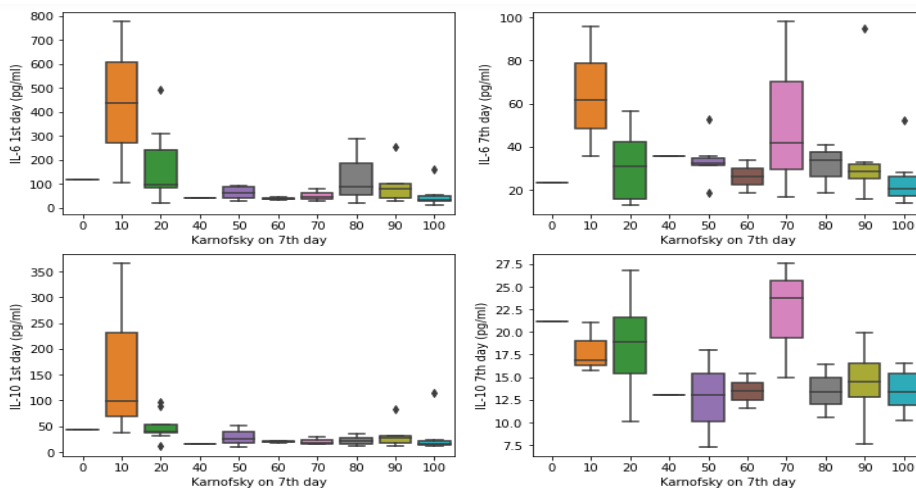 IL-6 1st day (pg/ml)
800
700
600
500
400
300
200
100
0
0 10 20 40 50 60 70 80 90 100
Karnofsky on 7th day
IL-6 7th day (pg/ml)
100
80
60
40
20
0 10 20 40 50 60 70 80 90 100
Karnofsky on 7th day
IL-10 1st day (pg/ml)
350
300
250
200
150
100
50
0
0 10 20 40 50 60 70 80 90 100
Karnofsky on 7th day
IL-10 7th day (pg/ml)
27.5
25.0
22.5
20.0
17.5
15.0
12.5
10.0
7.5
0 10 20 40 50 60 70 80 90 100
Karnofsky on 7th day